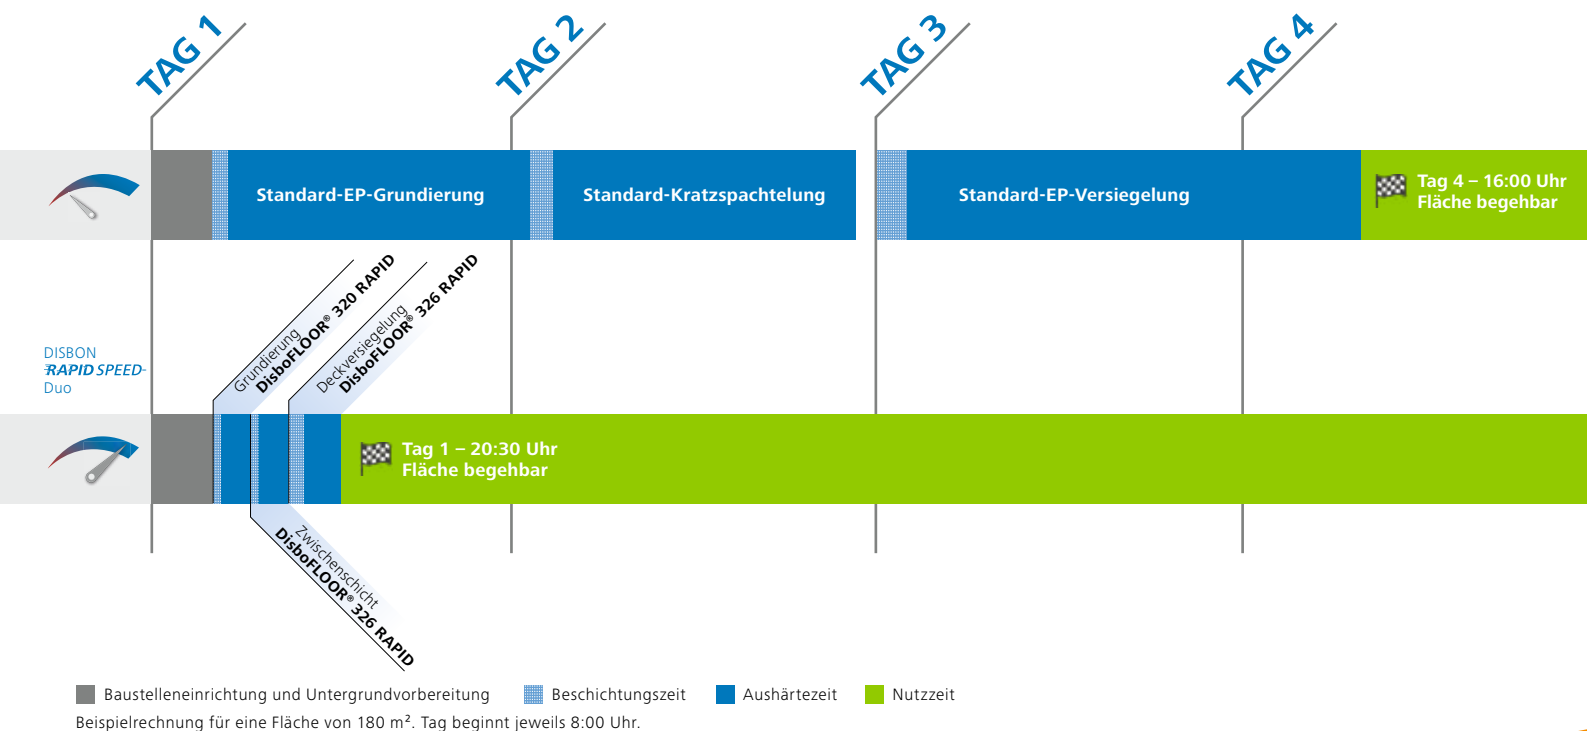 TAG 1
TAG 2
TAG 3
TAG 4
Standard-EP-Grundierung
Standard-Kratzspachtelung
Standard-EP-Versiegelung
Tag 4 – 16:00 Uhr
Fläche begehbar
Grundierung
DisboFLOOR® 320 RAPID
Deckversiegelung
DisboFLOOR® 326 RAPID
DISBON
RAPID SPEED-
Duo
Tag 1 – 20:30 Uhr
Fläche begehbar
Zwischenschicht
DisboFLOOR® 326 RAPID
Baustelleneinrichtung und Untergrundvorbereitung
Beschichtungszeit
Aushärtezeit
Nutzzeit
Beispielrechnung für eine Fläche von 180 m². Tag beginnt jeweils 8:00 Uhr.